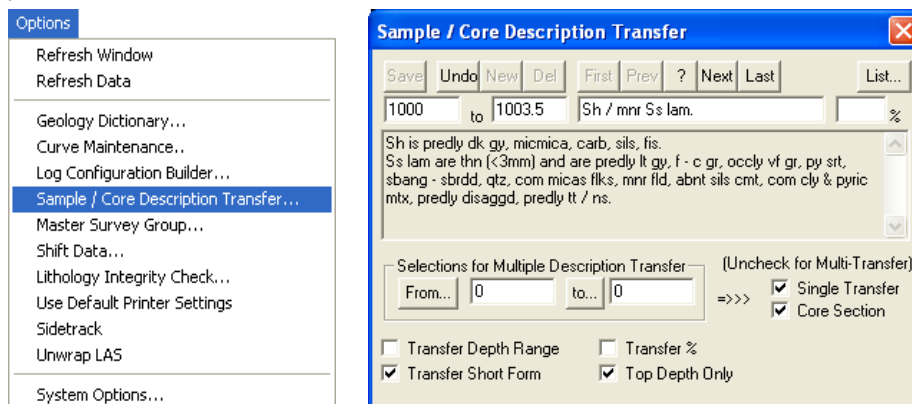 Options
Refresh Window
Refresh Data
Geology Dictionary...
Curve Maintenance..
Log Configuration Builder...
Sample / Core Description Transfer...
Master Survey Group...
Shift Data...
Lithology Integrity Check...
Use Default Printer Settings
Sidetrack
Unwrap LAS
System Options...
Sample / Core Description Transfer
Save Undo New Del First Prev ? Next Last List...
1000 to 1003.5 Sh / mnr Ss lam. %
Sh is predly dk gy, micmica, carb, sils, fis.
Ss lam are thn (<3mm) and are predly lt gy, f - c gr, occly vf gr, py srt,
sbang - sbrdd, qtz, com micas flks, mnr fld, abnt sils cmt, com cly & pyric
mtx, predly disaggd, predly tt / ns.
Selections for Multiple Description Transfer (Uncheck for Multi-Transfer)
From... 0 to... 0 =>>> Single Transfer
Core Section
Transfer Depth Range Transfer %
Transfer Short Form Top Depth Only